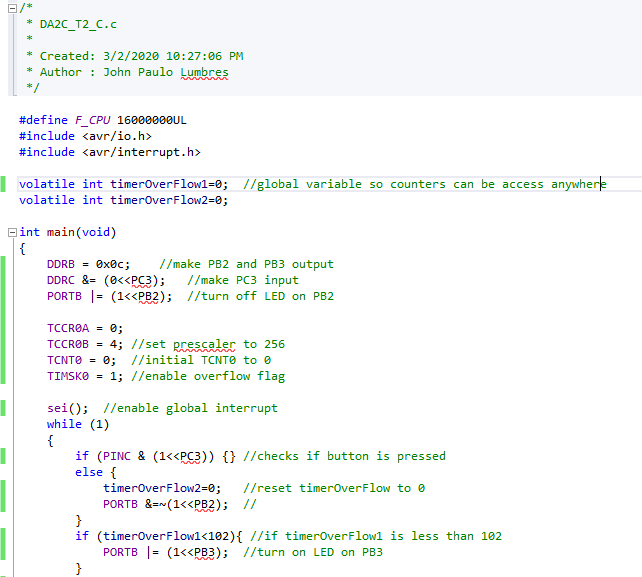 /*
 * DA2C_T2_C.c
 *
 * Created: 3/2/2020 10:27:06 PM
 * Author : John Paulo Lumbres
 */
#define F_CPU 16000000UL
#include <avr/io.h>
#include <avr/interrupt.h>
volatile int timerOverFlow1=0;  //global variable so counters can be access anywhere
volatile int timerOverFlow2=0;
int main(void)
{
    DDRB = 0x0c;    //make PB2 and PB3 output
    DDRC &= (0<<PC3);   //make PC3 input
    PORTB |= (1<<PB2);  //turn off LED on PB2
    TCCR0A = 0;
    TCCR0B = 4; //set prescaler to 256
    TCNT0 = 0;  //initial TCNT0 to 0
    TIMSK0 = 1; //enable overflow flag
    sei();  //enable global interrupt
    while (1)
    {
        if (PINC & (1<<PC3)) {} //checks if button is pressed
        else {
            timerOverFlow2=0;   //reset timerOverFlow to 0
            PORTB &=~(1<<PB2);  //
        }
        if (timerOverFlow1<102){ //if timerOverFlow1 is less than 102
            PORTB |= (1<<PB3);  //turn on LED on PB3
        }